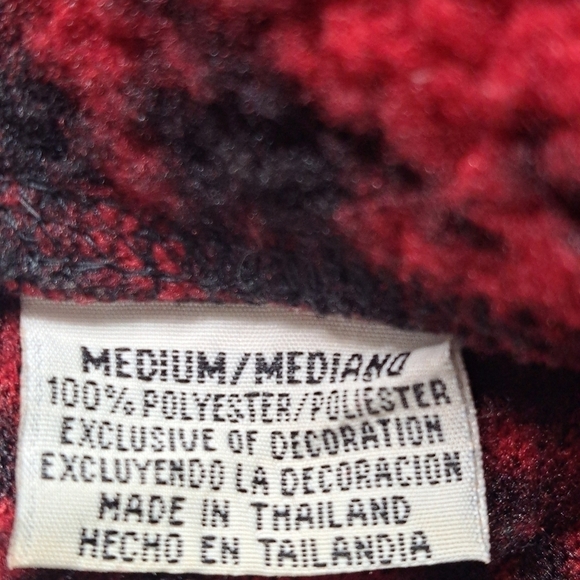 MEDIUM/MEDIANO
100% POLYESTER/POLIESTER
EXCLUSIVE OF DECORATION
EXCLUYENDO LA DECORACION
MADE IN THAILAND
HECHO EN TAILANDIA